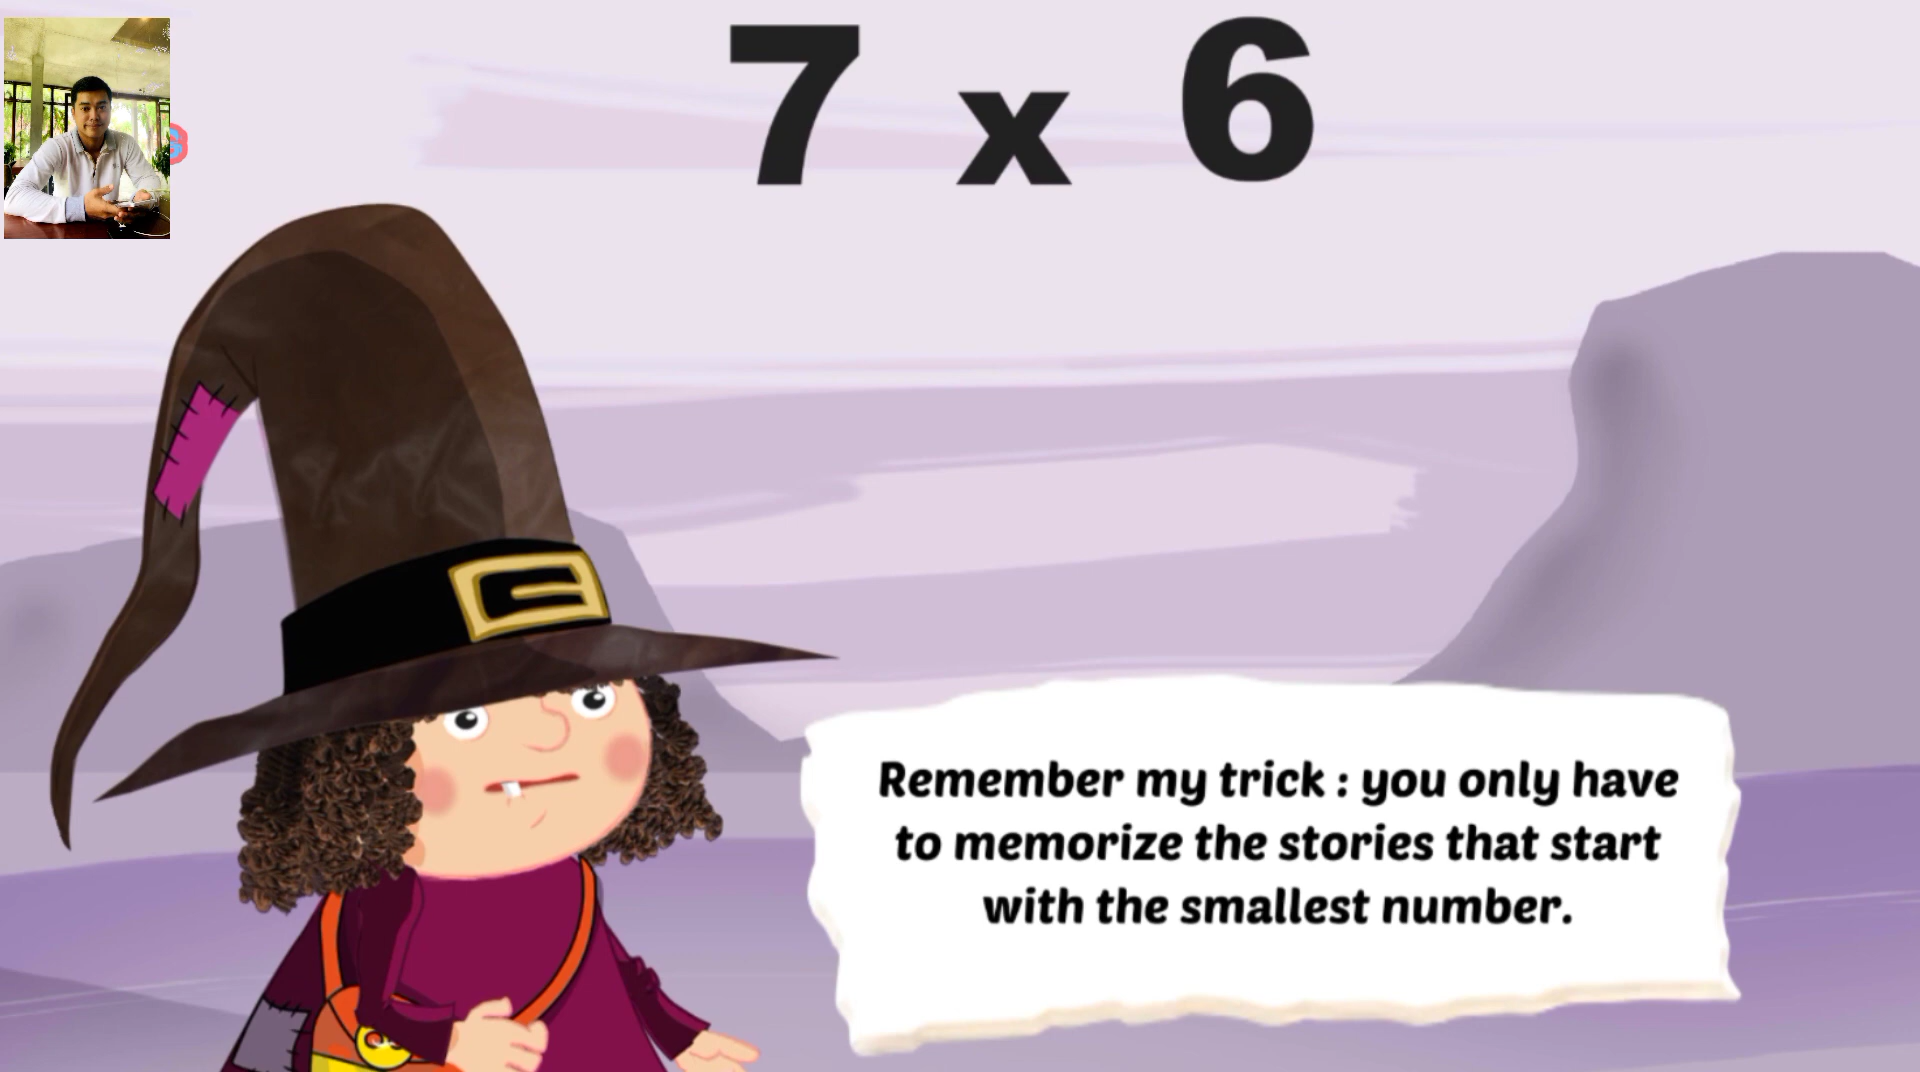 7 x 6
Remember my trick : you only have
to memorize the stories that start
with the smallest number.